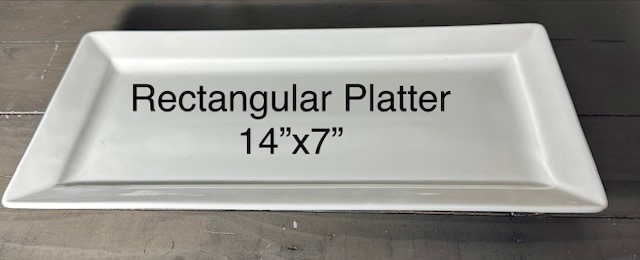 Rectangular Platter
14”x7”